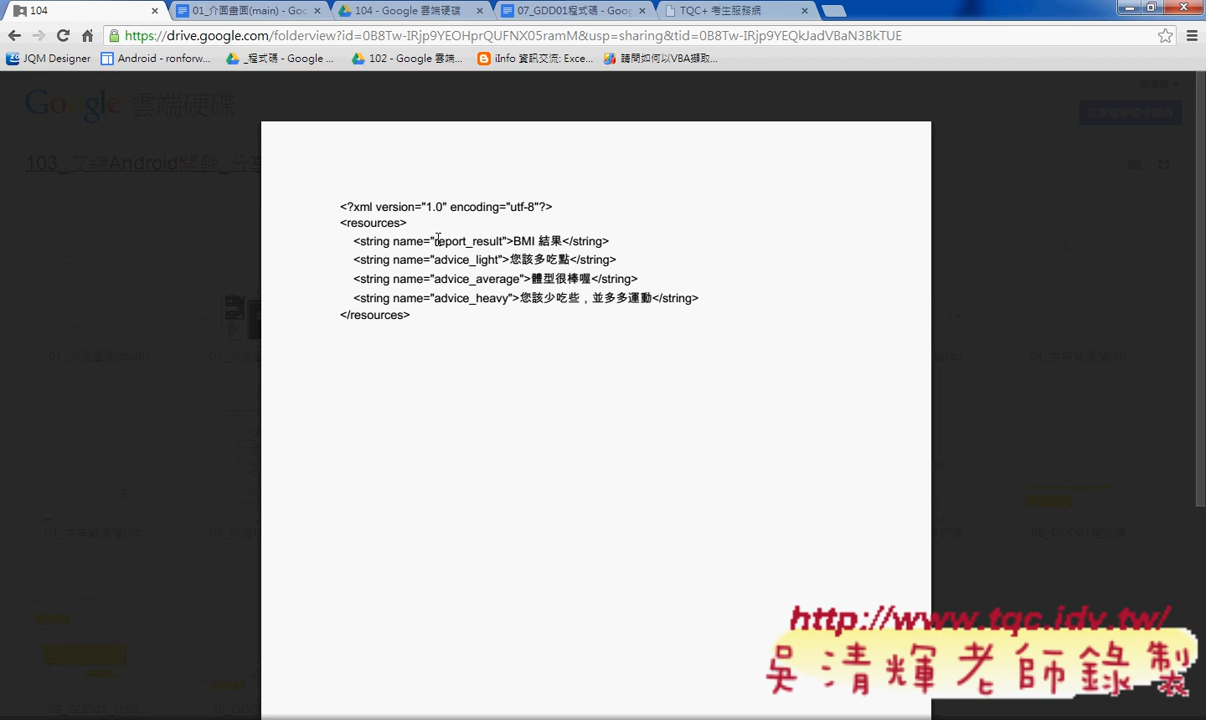 104
01_介面畫面(main) - Goo
104 - Google 雲端硬碟
07_GDD01程式碼 - Goo
TQC+ 考生服務網
https://drive.google.com/folderview?id=0B8Tw-IRjp9YEOHprQUFNX05ramM&usp=sharing&tid=0B8Tw-IRjp9YEQkJadVBaN3BkTUE
JQM Designer
Android - ronforw...
_程式碼 - Google ...
102 - Google 雲端...
iInfo 資訊交流: Exce...
請問如何以VBA擷取...
Google 雲端硬碟
<?xml version="1.0" encoding="utf-8"?>
<resources>
<string name="report_result">BMI 結果</string>
<string name="advice_light">您該多吃點</string>
<string name="advice_average">體型很棒喔</string>
<string name="advice_heavy">您該少吃些，並多多運動</string>
</resources>
http://www.tqc.idv.tw/
吳清輝老師錄製